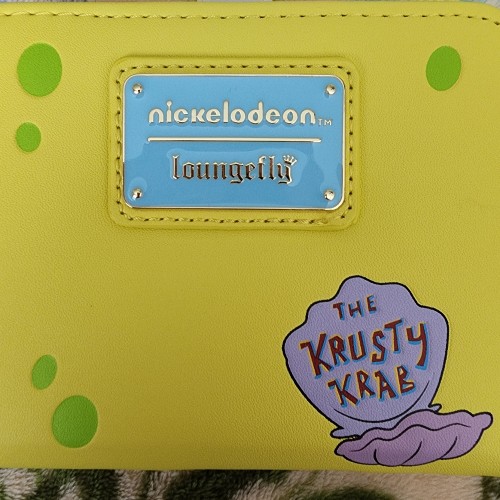 nickelodeon™
loungefly
THE
KRUSTY
KRAB